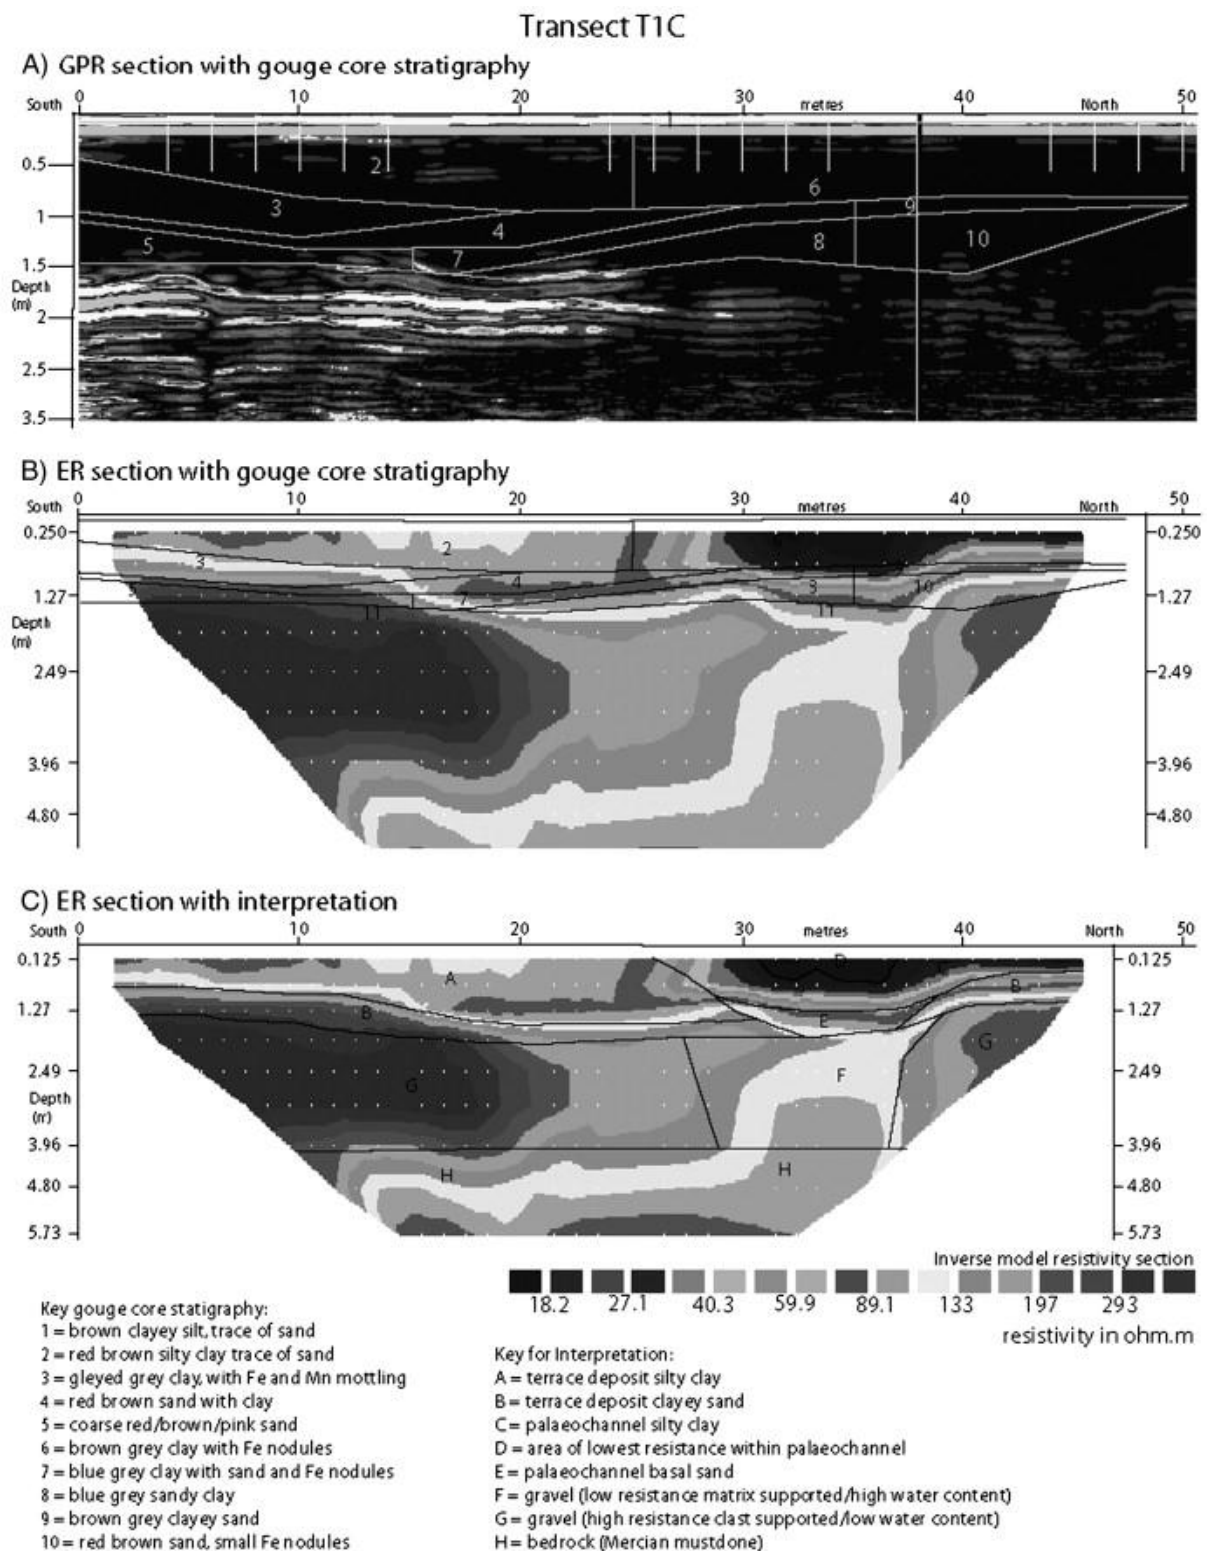 Transect T1C
A) GPR section with gouge core stratigraphy
South 0 10 20 30 metres 40 North 50
0.5
1
1.5
Depth
(m)
2
2.5
3.5
2
3
4
5
6
7
8
9
10
B) ER section with gouge core stratigraphy
South 0 10 20 30 metres 40 North 50
0.250 0.250
1.27 1.27
Depth
(m)
2.49 2.49
3.96 3.96
4.80 4.80
2
3
4
7
11
3
10
11
C) ER section with interpretation
South 0 10 20 30 metres 40 North 50
0.125 0.125
1.27 1.27
2.49 2.49
Depth
3.96 3.96
4.80 4.80
5.73 5.73
A
B
G
H
D
E
F
H
B
G
Inverse model resistivity section
18.2 27.1 40.3 59.9 89.1 133 197 293
resistivity in ohm.m
Key gouge core statigraphy:
1 = brown clayey silt, trace of sand
2 = red brown silty clay trace of sand
3 = gleyed grey clay, with Fe and Mn mottling
4 = red brown sand with clay
5 = coarse red/brown/pink sand
6 = brown grey clay with Fe nodules
7 = blue grey clay with sand and Fe nodules
8 = blue grey sandy clay
9 = brown grey clayey sand
10 = red brown sand, small Fe nodules
Key for Interpretation:
A = terrace deposit silty clay
B = terrace deposit clayey sand
C = palaeochannel silty clay
D = area of lowest resistance within palaeochannel
E = palaeochannel basal sand
F = gravel (low resistance matrix supported/high water content)
G = gravel (high resistance clast supported/low water content)
H = bedrock (Mercian mustdone)